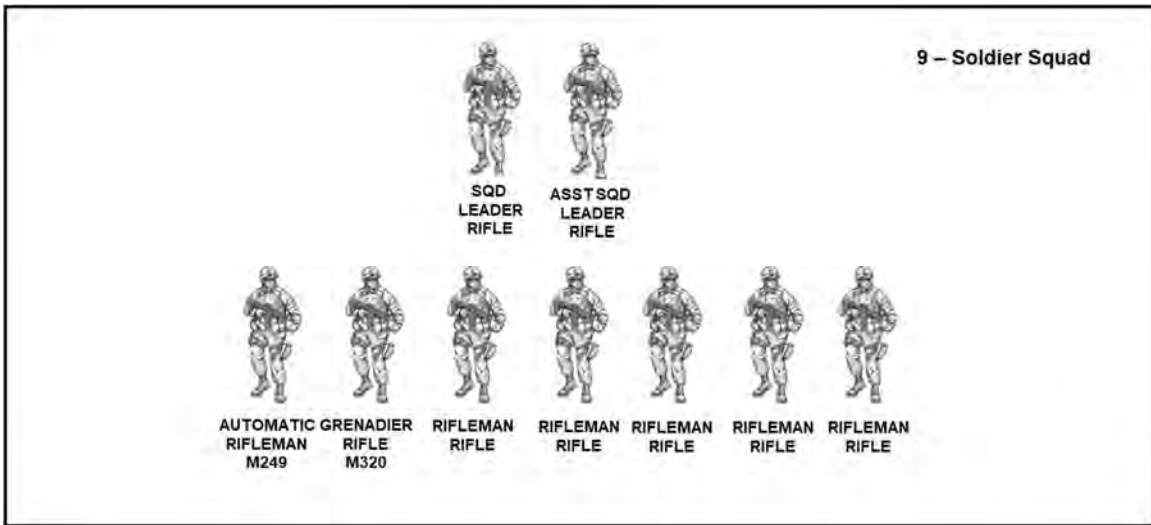 9 – Soldier Squad
SQD
LEADER
RIFLE
ASST SQD
LEADER
RIFLE
AUTOMATIC
RIFLEMAN
M249
GRENADIER
RIFLE
M320
RIFLEMAN
RIFLE
RIFLEMAN
RIFLE
RIFLEMAN
RIFLE
RIFLEMAN
RIFLE
RIFLEMAN
RIFLE